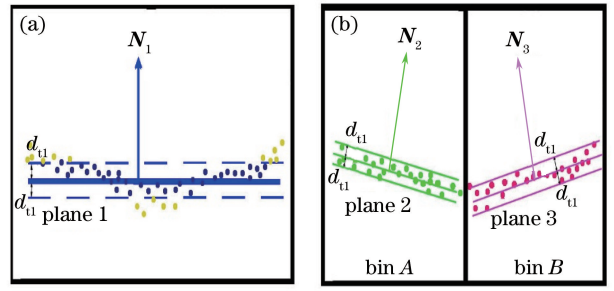 (a)
N1
dt1
dt1
plane 1
(b)
N2
dt1
dt1
plane 2
bin A
N3
dt1
dt1
plane 3
bin B